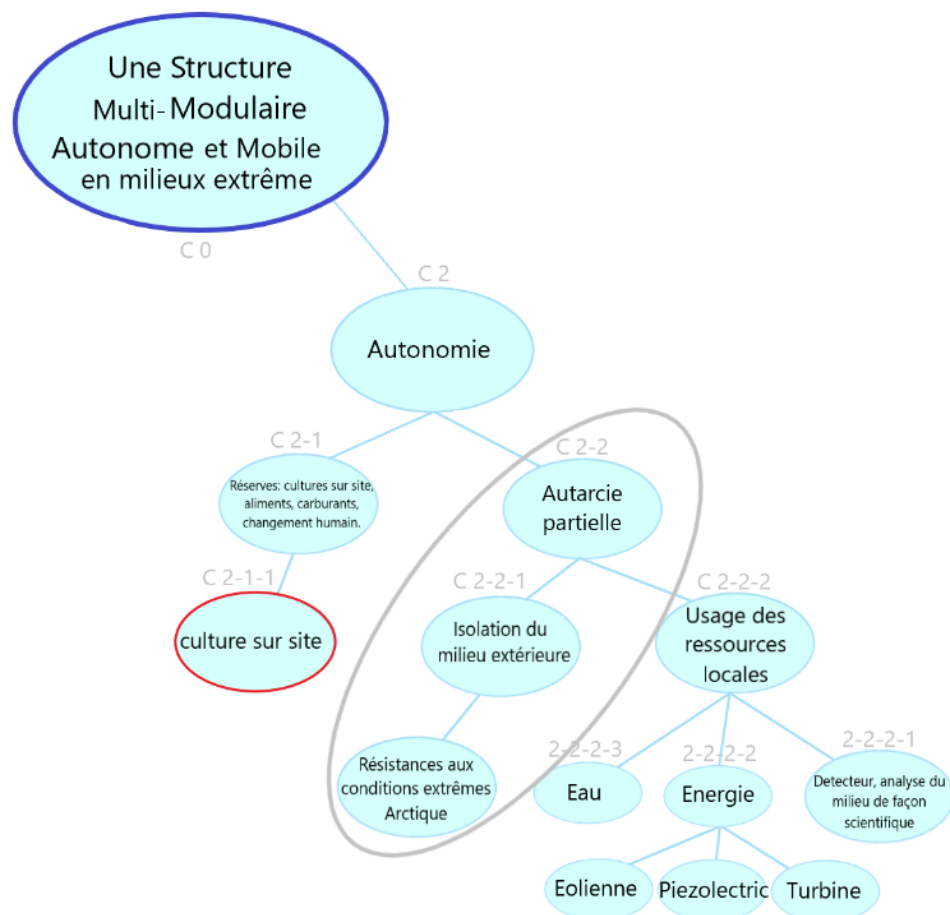 Une Structure
Multi-Modulaire
Autonome et Mobile
en milieux extrême
C 0
C 2
Autonomie
C 2-1
Réserves: cultures sur site,
aliments, carburants,
changement humain.
C 2-2
Autarcie
partielle
C 2-1-1
culture sur site
C 2-2-1
Isolation du
milieu extérieure
C 2-2-2
Usage des
ressources
locales
Résistances aux
conditions extrêmes
Arctique
2-2-2-3
Eau
2-2-2-2
Energie
2-2-2-1
Detecteur, analyse du
milieu de façon
scientifique
Eolienne
Piezolectric
Turbine